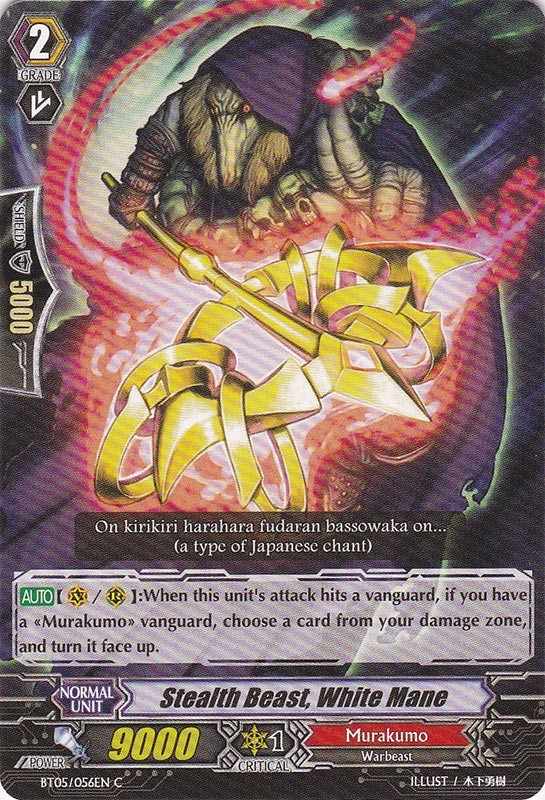 2
GRADE
SHIELD
5000
On kirikiri harahara fudaran bassowaka on...
(a type of Japanese chant)
AUTO【 V / R 】:When this unit's attack hits a vanguard, if you have
a «Murakumo» vanguard, choose a card from your damage zone,
and turn it face up.
NORMAL
UNIT
Stealth Beast, White Mane
POWER
9000
1
CRITICAL
Murakumo
Warbeast
BT05/056EN C
ILLUST / 木下勇樹